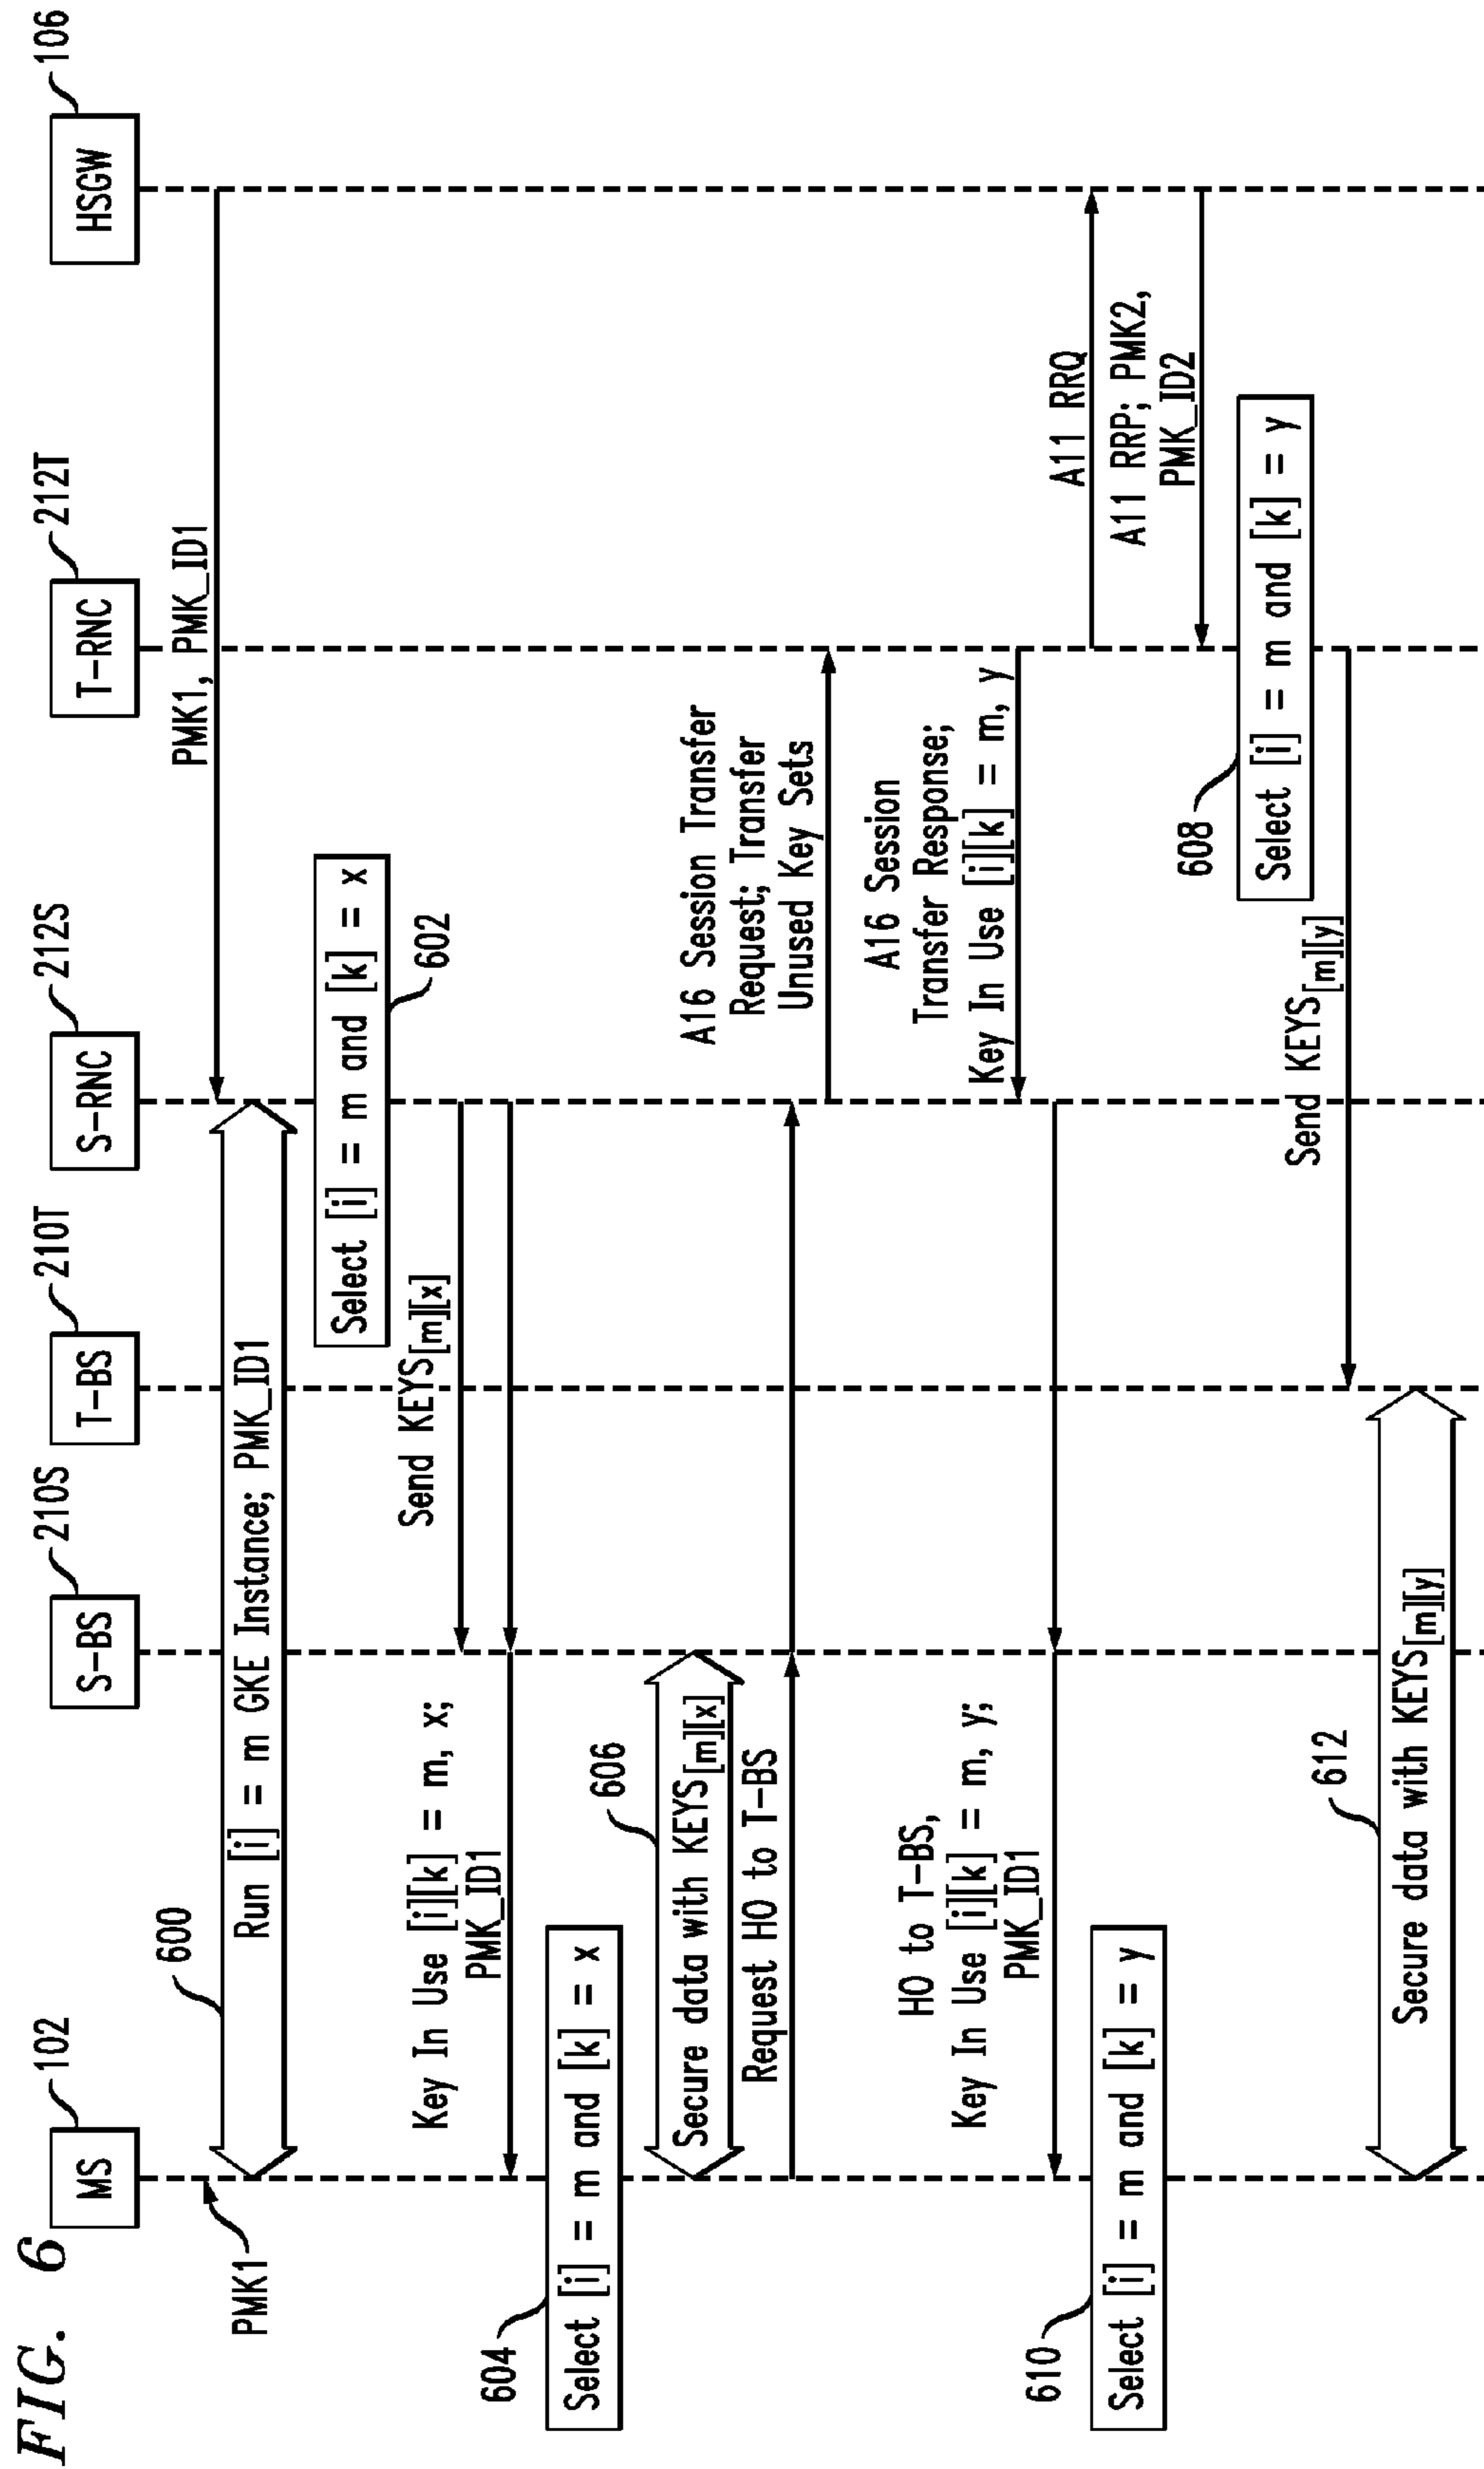 FIG. 6
MS
102
S-BS
210S
T-BS
210T
S-RNC
212S
T-RNC
212T
HSGW
106
PMK1
PMK1, PMK_ID1
600
Run [i] = m GKE Instance; PMK_ID1
Select [i] = m and [k] = x
602
Send KEYS[m][x]
Key In Use [i][k] = m, x;
PMK_ID1
604
Select [i] = m and [k] = x
606
Secure data with KEYS[m][x]
Request HO to T-BS
A16 Session Transfer
Request; Transfer
Unused Key Sets
A16 Session
Transfer Response;
Key In Use [i][k] = m, y
HO to T-BS,
Key In Use [i][k] = m, y;
PMK_ID1
A11 RRQ
A11 RRP; PMK2,
PMK_ID2
610
Select [i] = m and [k] = y
608
Select [i] = m and [k] = y
Send KEYS[m][y]
612
Secure data with KEYS[m][y]